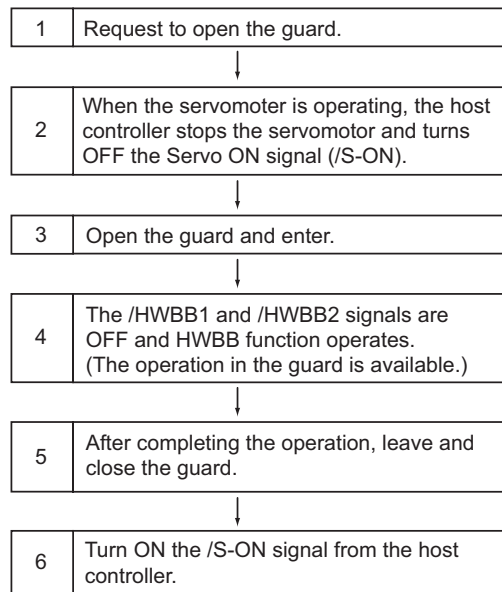 1 Request to open the guard.
2 When the servomoter is operating, the host
controller stops the servomotor and turns
OFF the Servo ON signal (/S-ON).
3 Open the guard and enter.
4 The /HWBB1 and /HWBB2 signals are
OFF and HWBB function operates.
(The operation in the guard is available.)
5 After completing the operation, leave and
close the guard.
6 Turn ON the /S-ON signal from the host
controller.